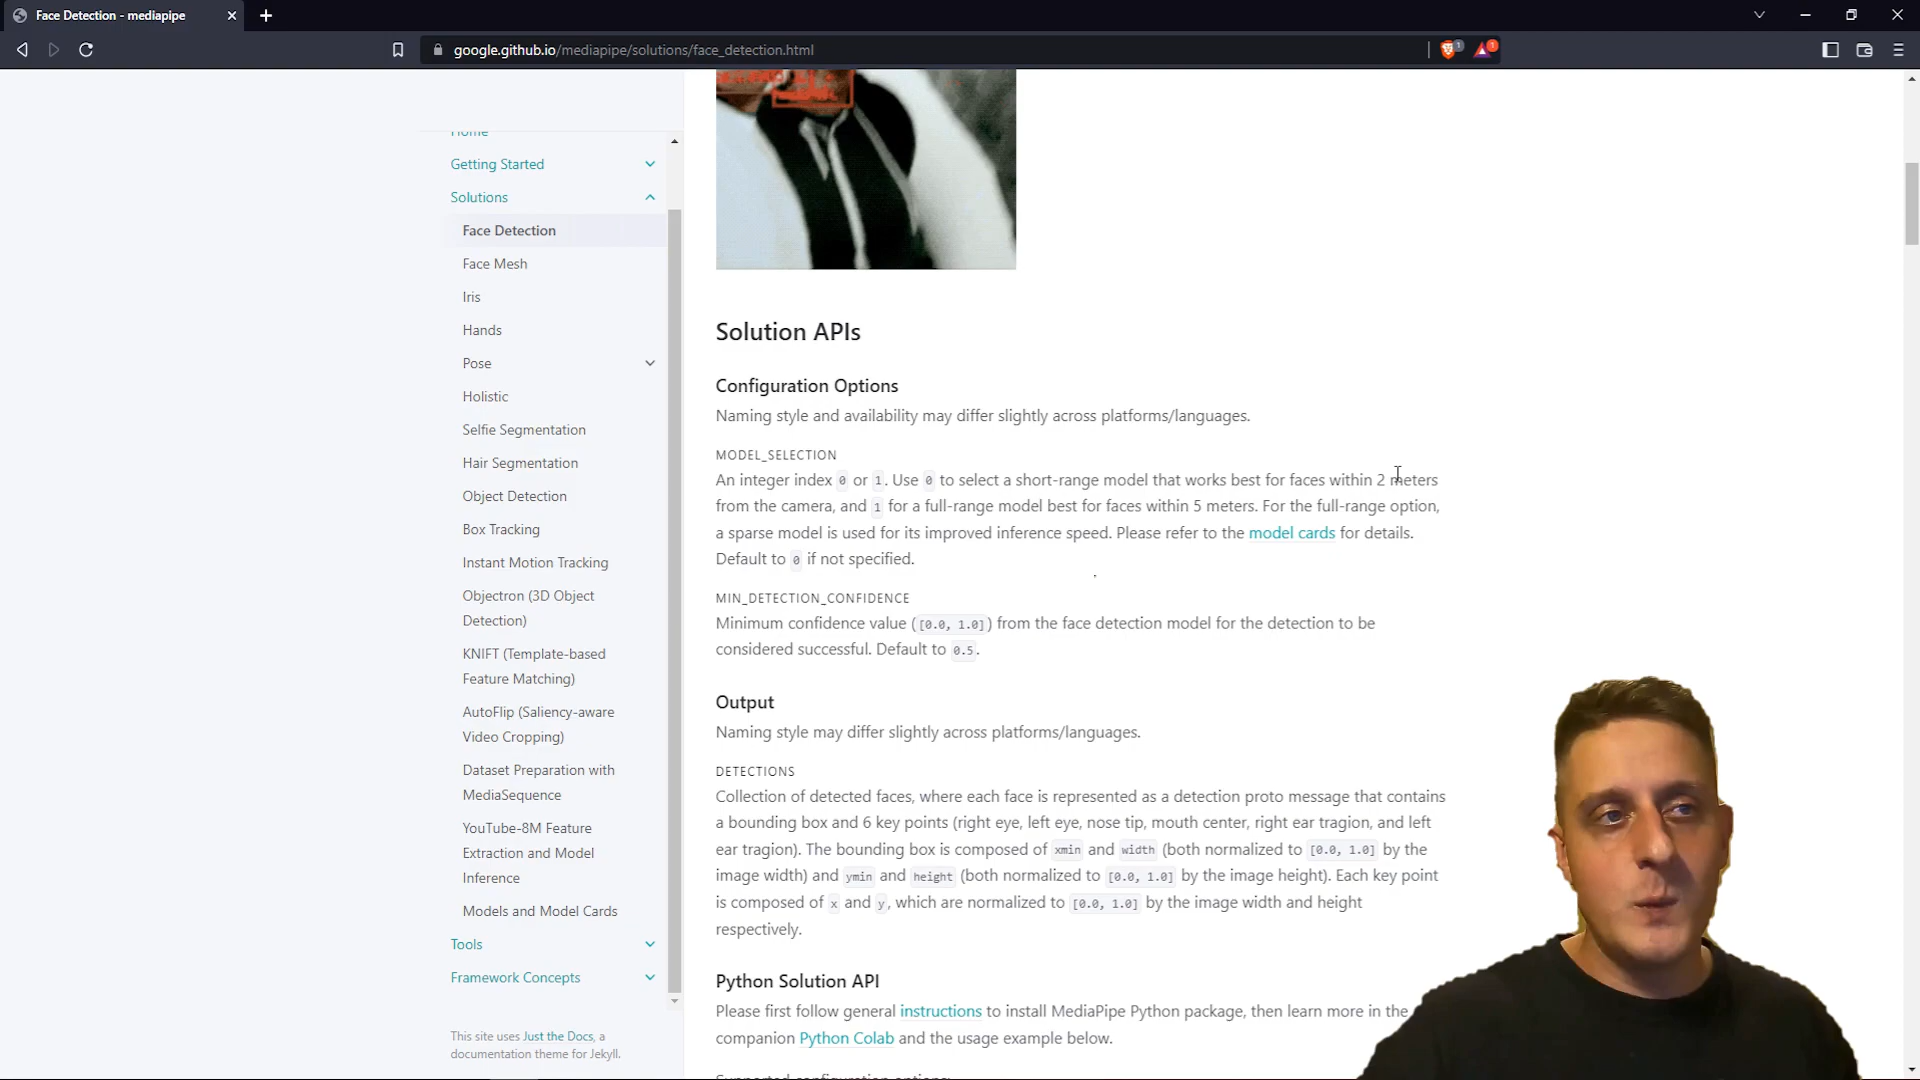 Face Detection - mediapipe
google.github.io/mediapipe/solutions/face_detection.html
1
1
Home
Getting Started
Solutions
Face Detection
Face Mesh
Iris
Hands
Pose
Holistic
Selfie Segmentation
Hair Segmentation
Object Detection
Box Tracking
Instant Motion Tracking
Objectron (3D Object
Detection)
KNIFT (Template-based
Feature Matching)
AutoFlip (Saliency-aware
Video Cropping)
Dataset Preparation with
MediaSequence
YouTube-8M Feature
Extraction and Model
Inference
Models and Model Cards
Tools
Framework Concepts
This site uses Just the Docs, a
documentation theme for Jekyll.
Solution APIs
Configuration Options
Naming style and availability may differ slightly across platforms/languages.
MODEL_SELECTION
An integer index 0 or 1. Use 0 to select a short-range model that works best for faces within 2 meters
from the camera, and 1 for a full-range model best for faces within 5 meters. For the full-range option,
a sparse model is used for its improved inference speed. Please refer to the model cards for details.
Default to 0 if not specified.
MIN_DETECTION_CONFIDENCE
Minimum confidence value ([0.0, 1.0]) from the face detection model for the detection to be
considered successful. Default to 0.5.
Output
Naming style may differ slightly across platforms/languages.
DETECTIONS
Collection of detected faces, where each face is represented as a detection proto message that contains
a bounding box and 6 key points (right eye, left eye, nose tip, mouth center, right ear tragion, and left
ear tragion). The bounding box is composed of xmin and width (both normalized to [0.0, 1.0] by the
image width) and ymin and height (both normalized to [0.0, 1.0] by the image height). Each key point
is composed of x and y, which are normalized to [0.0, 1.0] by the image width and height
respectively.
Python Solution API
Please first follow general instructions to install MediaPipe Python package, then learn more in the
companion Python Colab and the usage example below.
Supported configuration options: